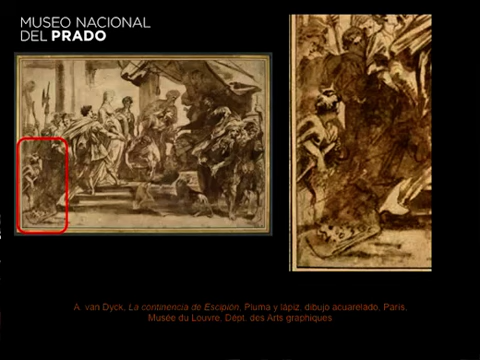 MUSEO NACIONAL
DEL PRADO
A. van Dyck, La continencia de Escipión, Pluma y lápiz, dibujo acuarelado, París,
Musée du Louvre, Dépt. des Arts graphiques